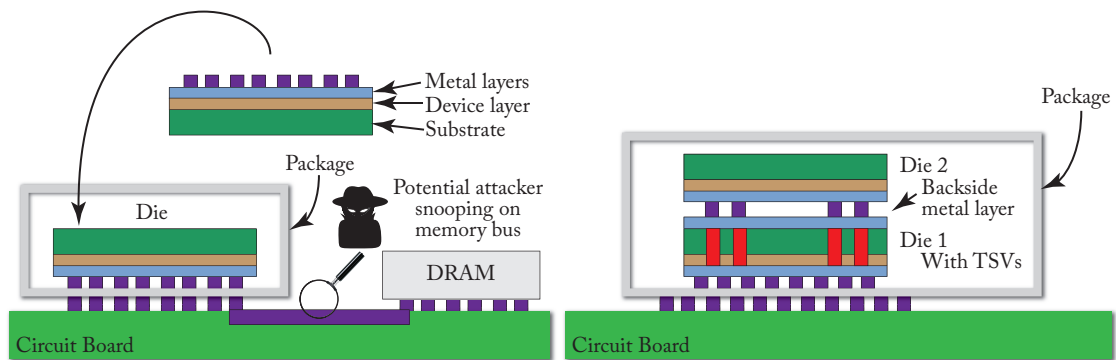 Metal layers
Device layer
Substrate
Package
Die
Potential attacker
snooping on
memory bus
DRAM
Circuit Board
Package
Die 2
Backside
metal layer
Die 1
With TSVs
Circuit Board